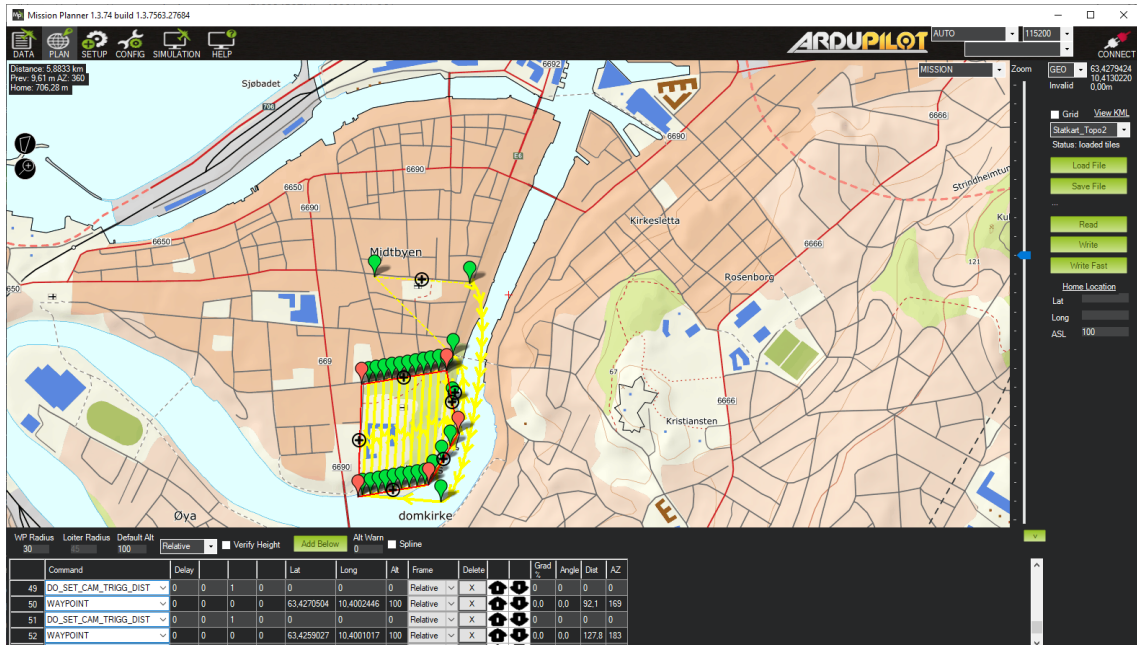 Mission Planner 1.3.74 build 1.3.7563.27684
DATA PLAN SETUP CONFIG SIMULATION HELP
ARDUPILOT
AUTO 115200
CONNECT
Distance: 5,8833 km
Prev: 9,61 m AZ: 360
Home: 706,28 m
MISSION
Zoom
GEO 63,4279424
10,4130220
Invalid 0,00m
Grid View KML
Statkart_Topo2
Status: loaded tiles
Load File
Save File
...
Read
Write
Write Fast
Home Location
Lat
Long
ASL 100
6692
Sjøbadet
706
6666
6690
E6
6690
6650
Strindheimtun
6690
Kirkesletta
6650
6666
Midtbyen
121
Rosenborg
650
669
67
6666
Kristiansten
6690
Øya
domkirke
WP Radius Loiter Radius Default Alt
30 45 100 Relative Verify Height Add Below Alt Warn 0 Spline
Command Delay Lat Long Alt Frame Delete Grad % Angle Dist AZ
49 DO_SET_CAM_TRIGG_DIST 0 0 1 0 0 0 0 Relative X 0 0 0 0
50 WAYPOINT 0 0 0 0 63,4270504 10,4002446 100 Relative X 0,0 0,0 92,1 169
51 DO_SET_CAM_TRIGG_DIST 0 0 1 0 0 0 0 Relative X 0 0 0 0
52 WAYPOINT 0 0 0 0 63,4259027 10,4001017 100 Relative X 0,0 0,0 127,8 183